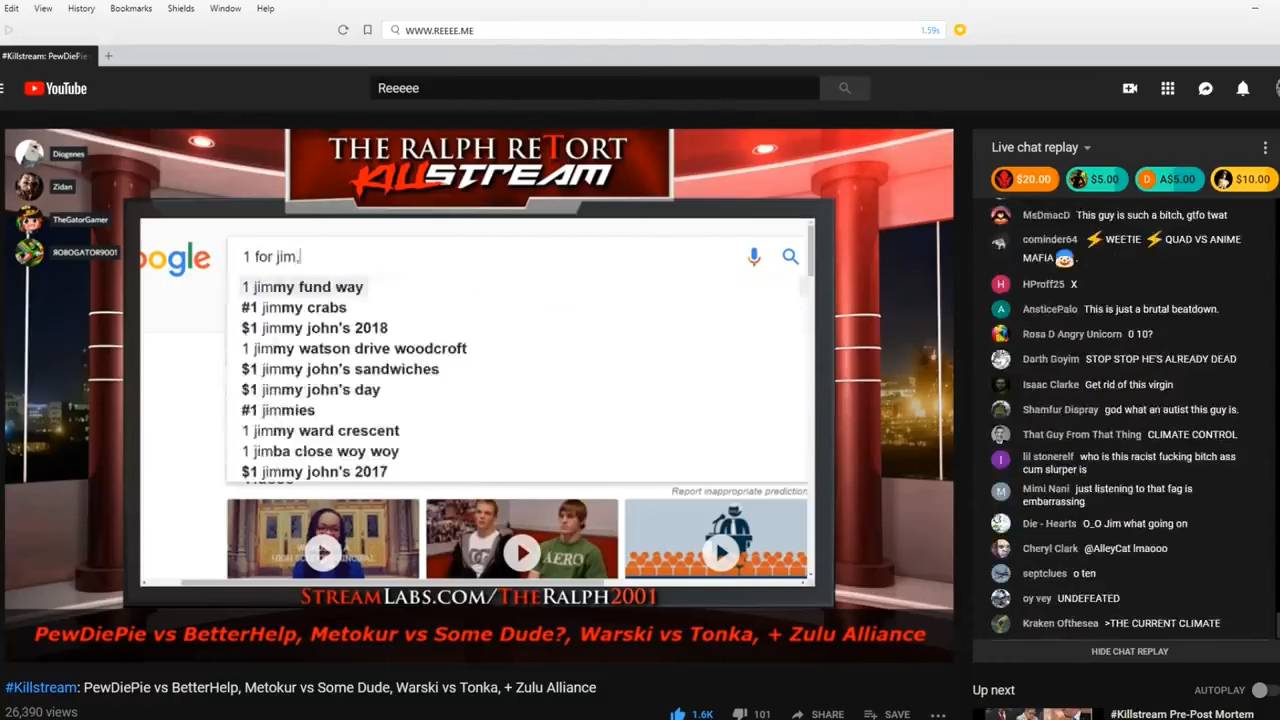 Edit View History Bookmarks Shields Window Help
WWW.REEEE.ME 1.59s
#Killstream: PewDiePie
YouTube
Reeeee
THE RALPH RETORT
KILLSTREAM
Diogenes
Zidan
TheGatorGamer
ROBOGATOR9001
oogle
1 for jim,
1 jimmy fund way
#1 jimmy crabs
$1 jimmy john's 2018
1 jimmy watson drive woodcroft
$1 jimmy john's sandwiches
$1 jimmy john's day
#1 jimmies
1 jimmy ward crescent
1 jimba close woy woy
$1 jimmy john's 2017
Report inappropriate prediction
HIGH SCHOOL PRINCIPAL
AERO
STREAMLABS.COM/THERALPH2001
PewDiePie vs BetterHelp, Metokur vs Some Dude?, Warski vs Tonka, + Zulu Alliance
#Killstream: PewDiePie vs BetterHelp, Metokur vs Some Dude, Warski vs Tonka, + Zulu Alliance
26,390 views
1.6K 101 SHARE SAVE
Live chat replay
$20.00 $5.00 D A$5.00 $10.00
MsDmacD This guy is such a bitch, gtfo twat
cominder64 ⚡WEETIE ⚡QUAD VS ANIME
MAFIA
H HProff25 X
A AnsticePalo This is just a brutal beatdown.
Rosa D Angry Unicorn 0 10?
Darth Goyim STOP STOP HE'S ALREADY DEAD
Isaac Clarke Get rid of this virgin
Shamfur Dispray god what an autist this guy is.
That Guy From That Thing CLIMATE CONTROL
l lil stonerelf who is this racist fucking bitch ass
cum slurper is
M Mimi Nani just listening to that fag is
embarrassing
Die - Hearts O_O Jim what going on
Cheryl Clark @AlleyCat lmaooo
septclues o ten
oy vey UNDEFEATED
Kraken Ofthesea >THE CURRENT CLIMATE
HIDE CHAT REPLAY
Up next AUTOPLAY
#Killstream Pre-Post Mortem